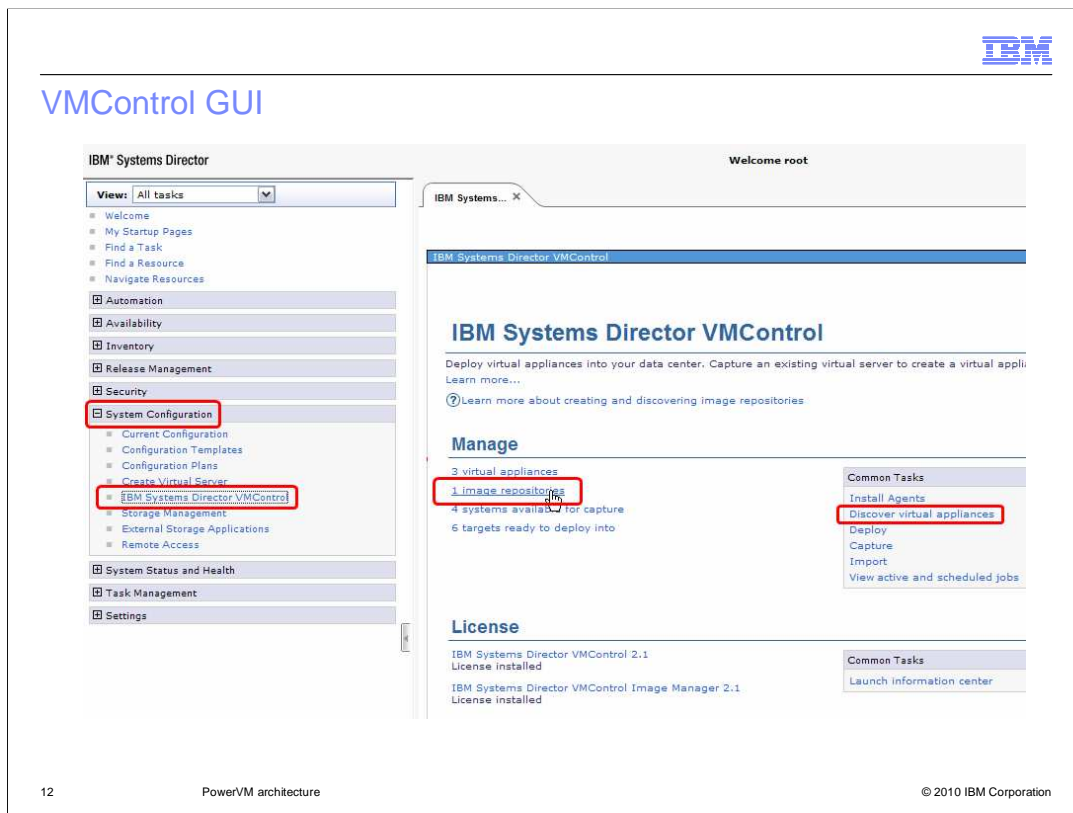 IBM
VMControl GUI
IBM® Systems Director
Welcome root
View: All tasks
Welcome
My Startup Pages
Find a Task
Find a Resource
Navigate Resources
Automation
Availability
Inventory
Release Management
Security
System Configuration
Current Configuration
Configuration Templates
Configuration Plans
Create Virtual Server
IBM Systems Director VMControl
Storage Management
External Storage Applications
Remote Access
System Status and Health
Task Management
Settings
IBM Systems... X
IBM Systems Director VMControl
IBM Systems Director VMControl
Deploy virtual appliances into your data center. Capture an existing virtual server to create a virtual appli
Learn more...
?Learn more about creating and discovering image repositories
Manage
3 virtual appliances
1 image repositories
4 systems available for capture
6 targets ready to deploy into
Common Tasks
Install Agents
Discover virtual appliances
Deploy
Capture
Import
View active and scheduled jobs
License
IBM Systems Director VMControl 2.1
License installed
IBM Systems Director VMControl Image Manager 2.1
License installed
Common Tasks
Launch information center
12
PowerVM architecture
© 2010 IBM Corporation